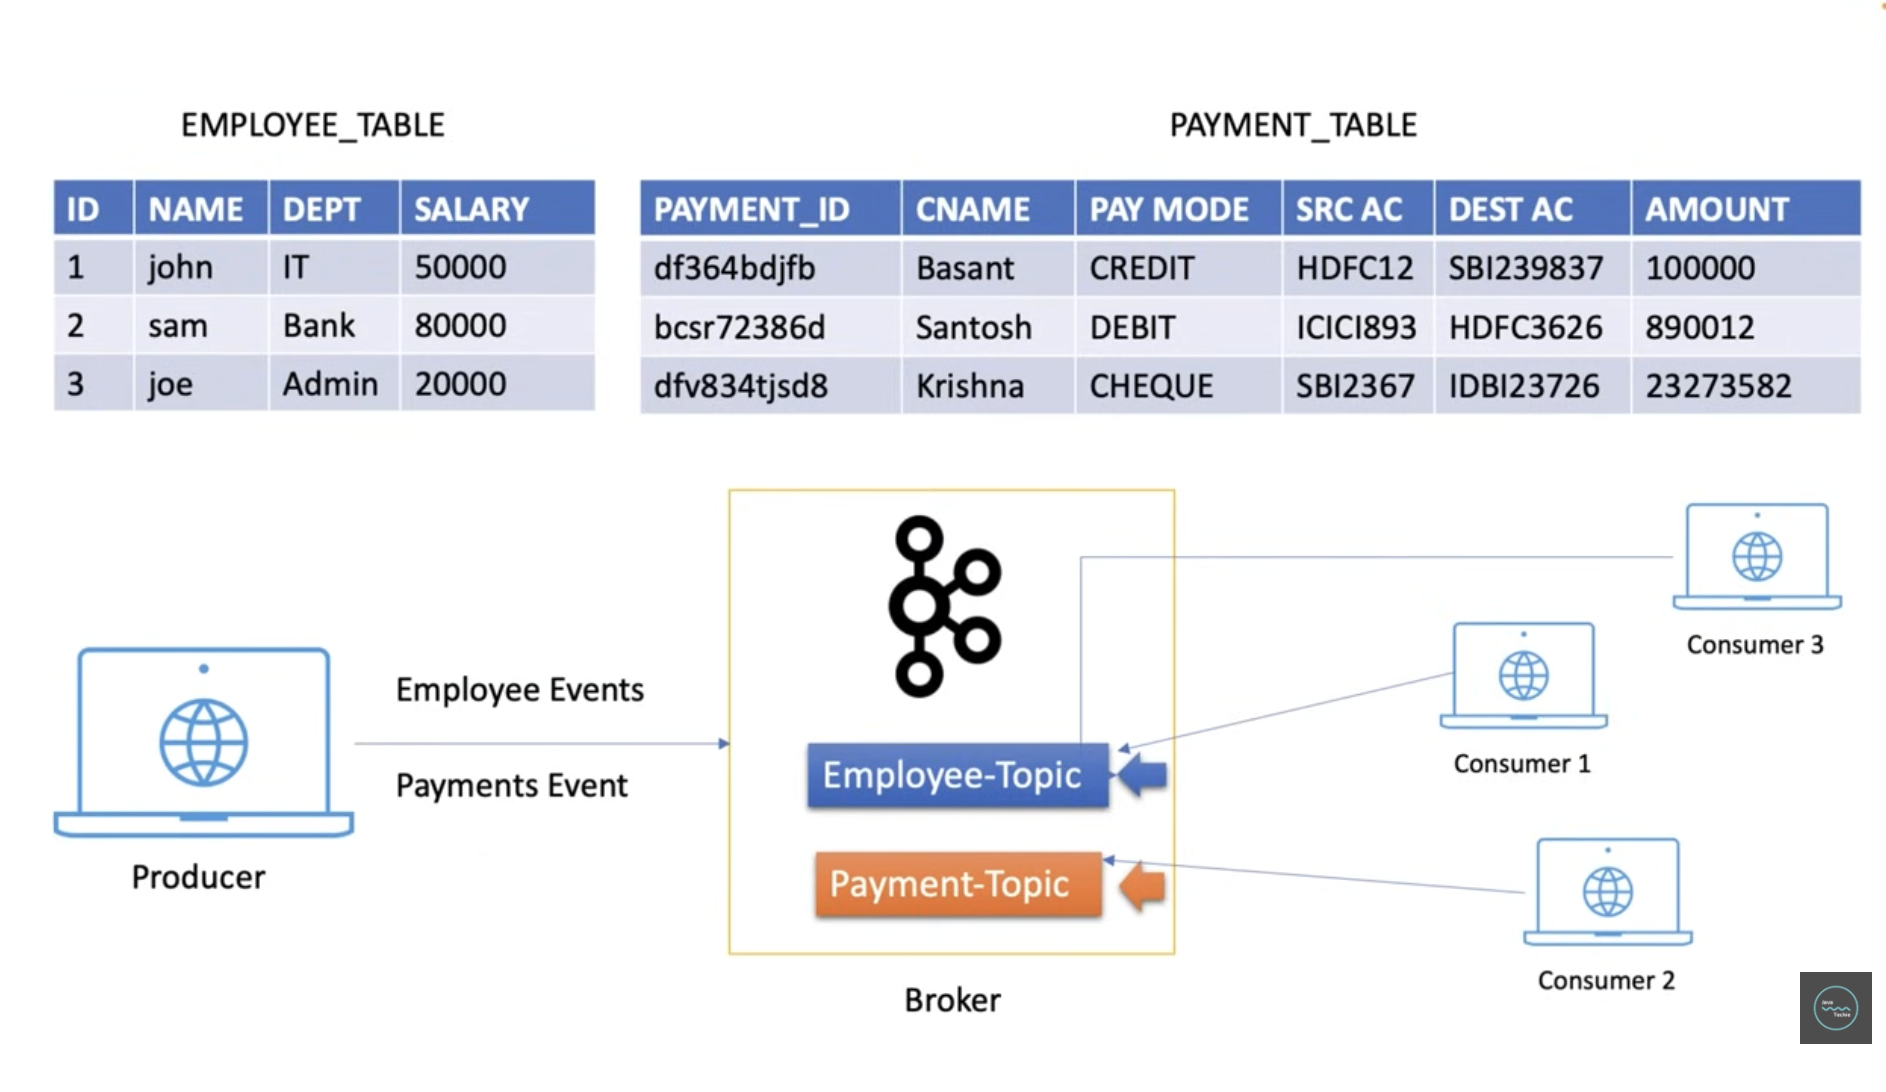 EMPLOYEE_TABLE
PAYMENT_TABLE
ID NAME DEPT SALARY
1 john IT 50000
2 sam Bank 80000
3 joe Admin 20000
PAYMENT_ID CNAME PAY MODE SRC AC DEST AC AMOUNT
df364bdjfb Basant CREDIT HDFC12 SBI239837 100000
bcsr72386d Santosh DEBIT ICICI893 HDFC3626 890012
dfv834tjsd8 Krishna CHEQUE SBI2367 IDBI23726 23273582
Employee Events
Payments Event
Producer
Employee-Topic
Payment-Topic
Broker
Consumer 3
Consumer 1
Consumer 2
Java
Techie